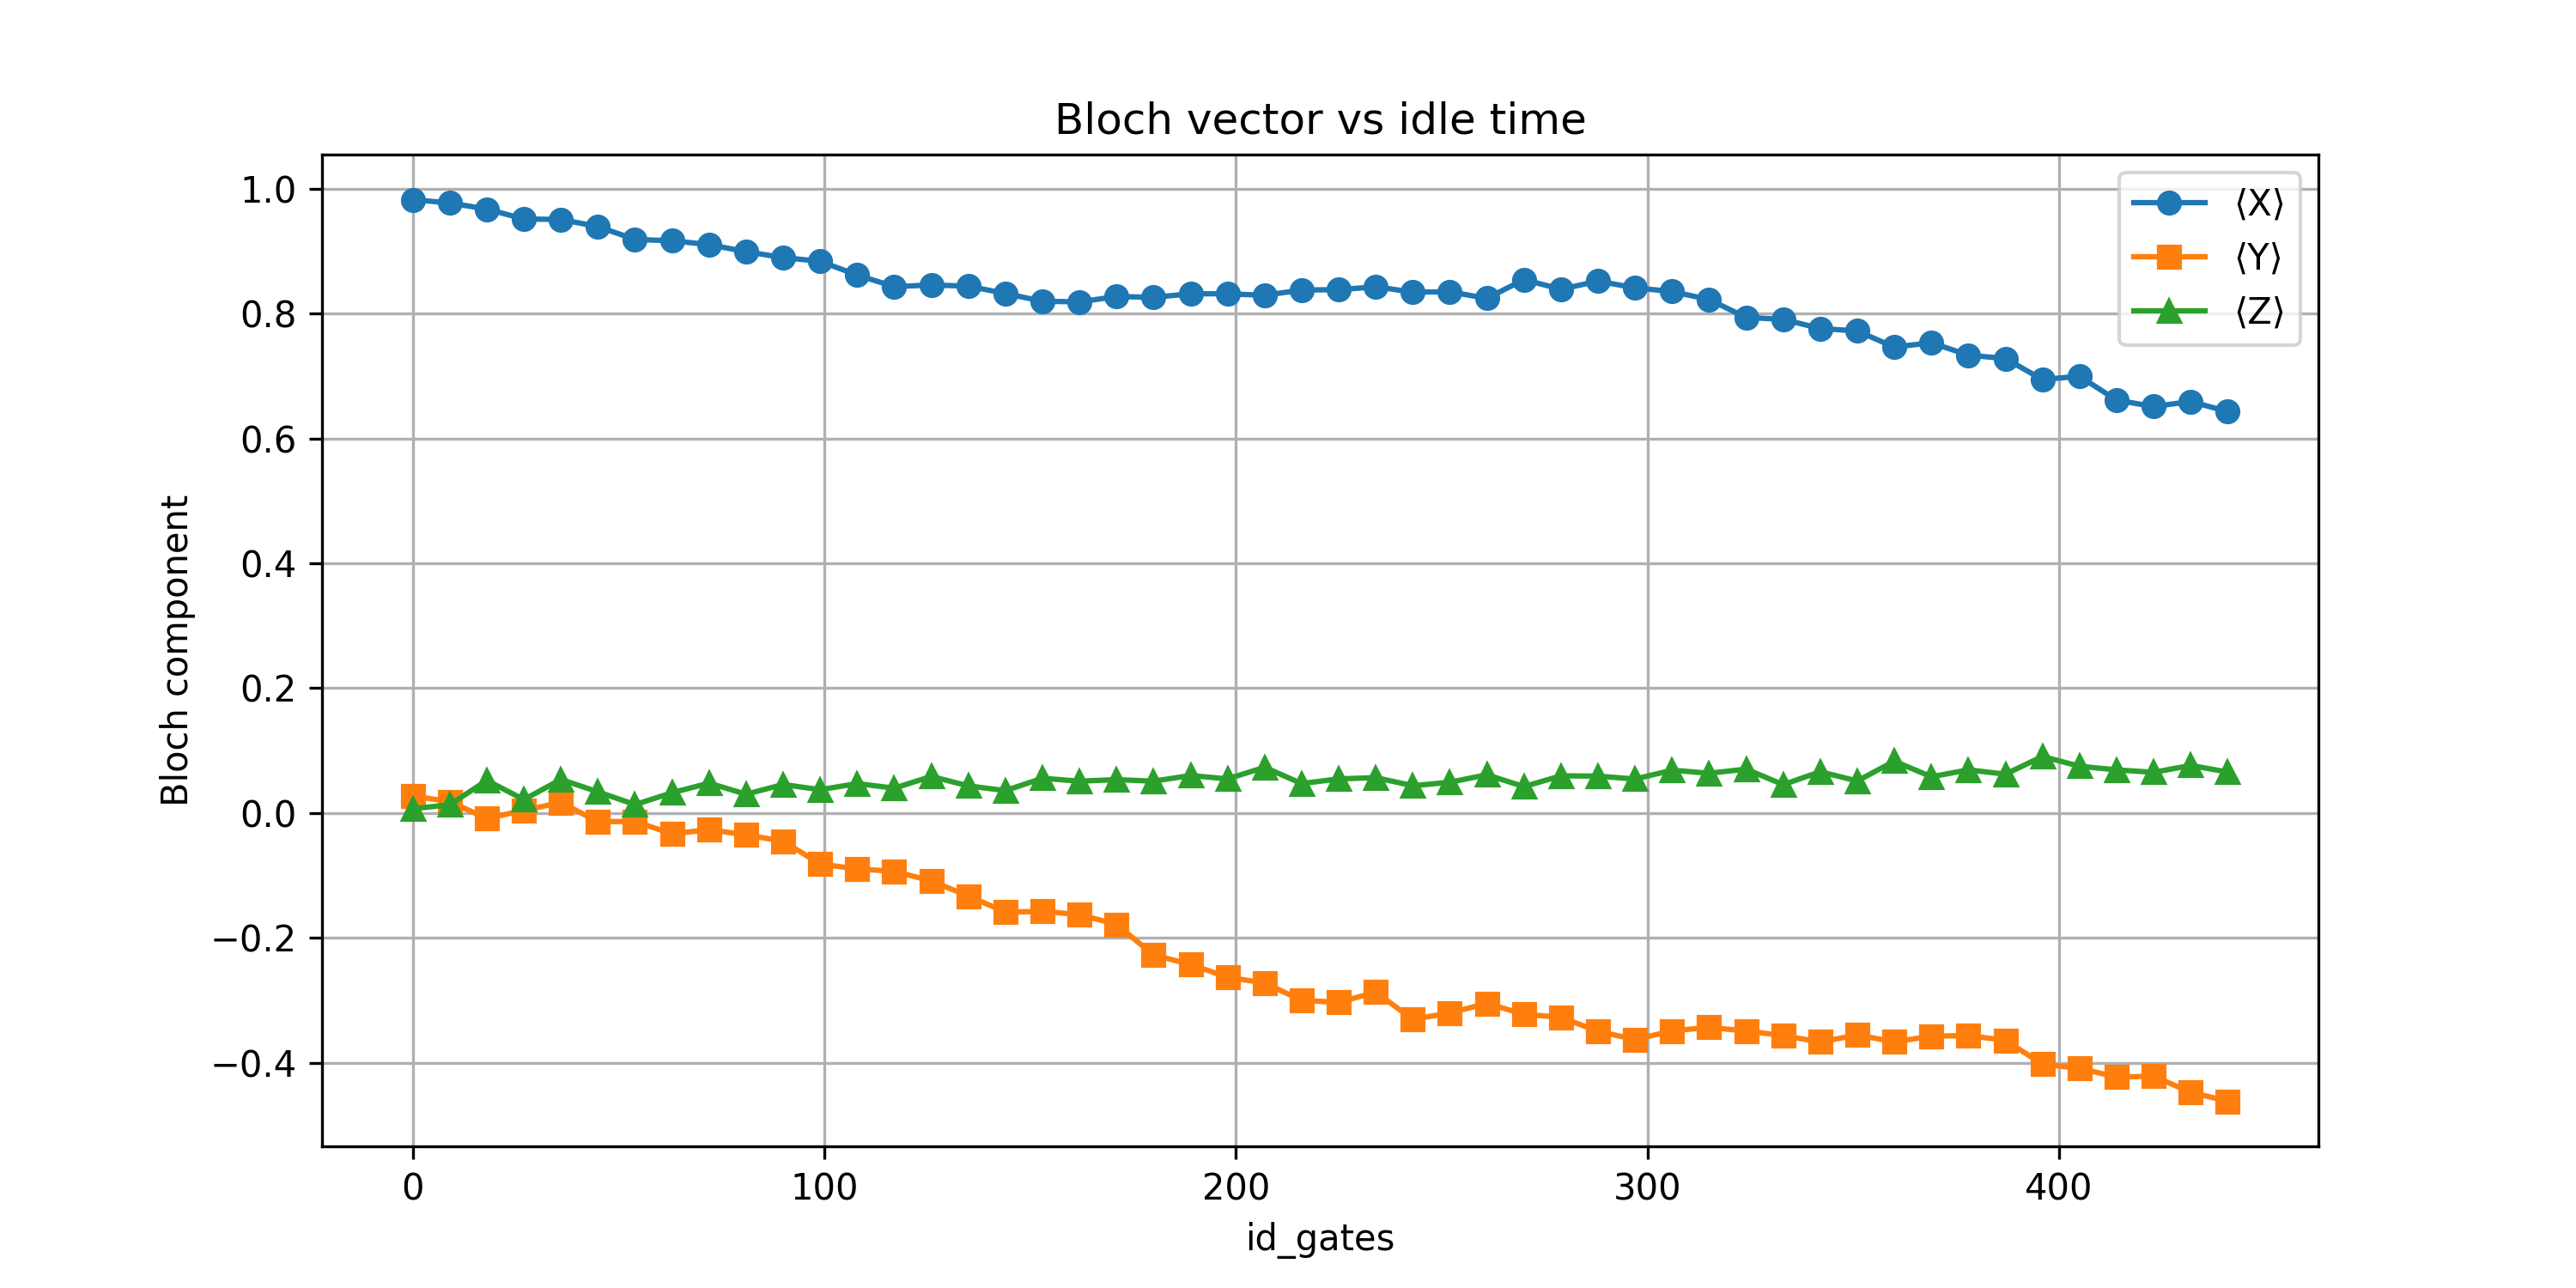 Bloch vector vs idle time
⟨X⟩
⟨Y⟩
⟨Z⟩
1.0
0.8
0.6
0.4
0.2
0.0
−0.2
−0.4
Bloch component
0 100 200 300 400
id_gates